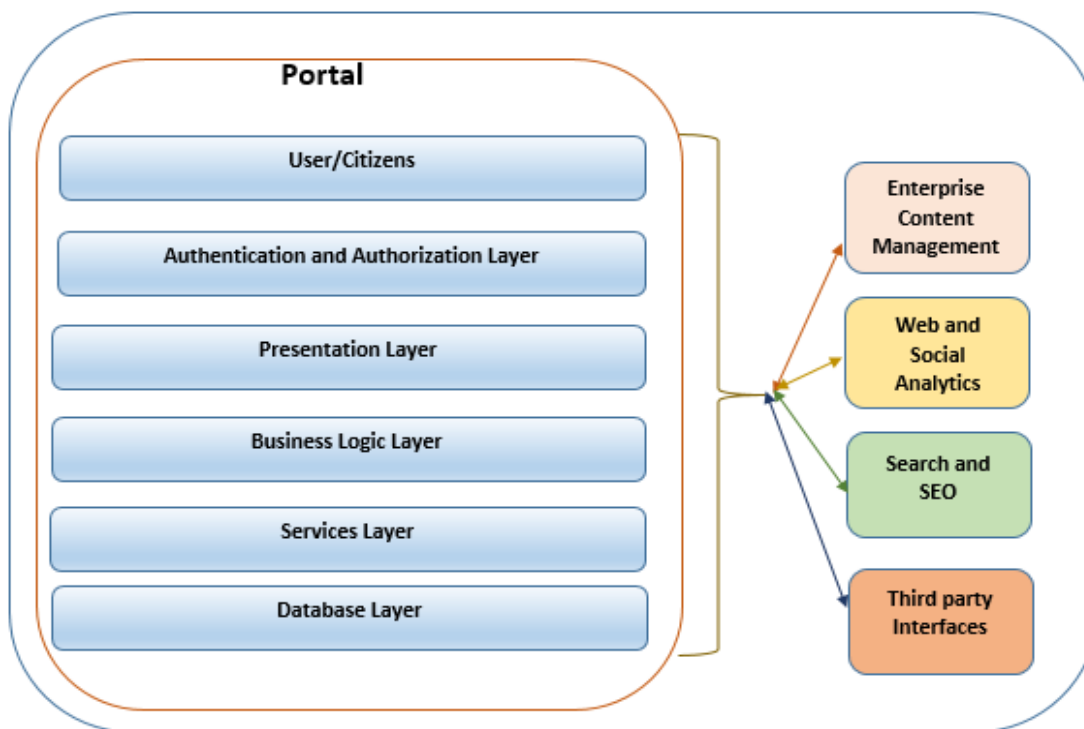 Portal
User/Citizens
Authentication and Authorization Layer
Presentation Layer
Business Logic Layer
Services Layer
Database Layer
Enterprise
Content
Management
Web and
Social
Analytics
Search and
SEO
Third party
Interfaces